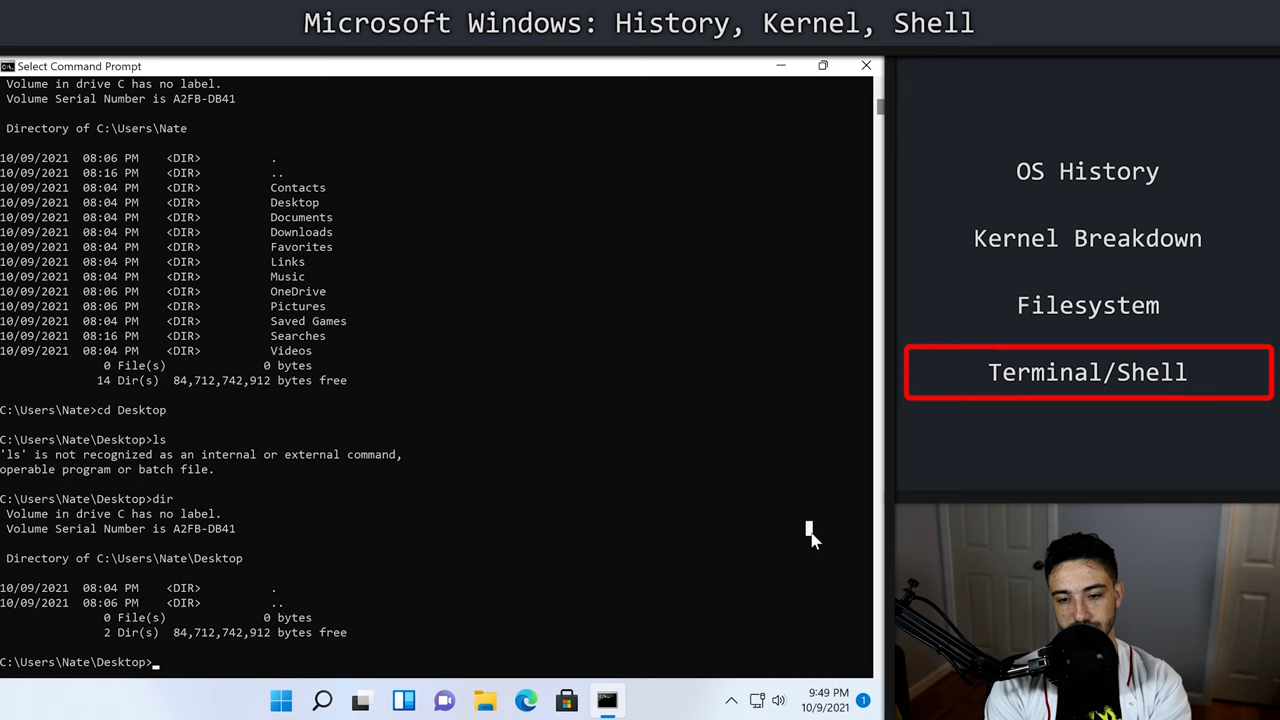 Microsoft Windows: History, Kernel, Shell
Select Command Prompt
Volume in drive C has no label.
Volume Serial Number is A2FB-DB41
Directory of C:\Users\Nate
10/09/2021 08:06 PM <DIR> .
10/09/2021 08:16 PM <DIR> ..
10/09/2021 08:04 PM <DIR> Contacts
10/09/2021 08:04 PM <DIR> Desktop
10/09/2021 08:04 PM <DIR> Documents
10/09/2021 08:04 PM <DIR> Downloads
10/09/2021 08:04 PM <DIR> Favorites
10/09/2021 08:04 PM <DIR> Links
10/09/2021 08:04 PM <DIR> Music
10/09/2021 08:06 PM <DIR> OneDrive
10/09/2021 08:06 PM <DIR> Pictures
10/09/2021 08:04 PM <DIR> Saved Games
10/09/2021 08:16 PM <DIR> Searches
10/09/2021 08:04 PM <DIR> Videos
0 File(s) 0 bytes
14 Dir(s) 84,712,742,912 bytes free
C:\Users\Nate>cd Desktop
C:\Users\Nate\Desktop>ls
'ls' is not recognized as an internal or external command,
operable program or batch file.
C:\Users\Nate\Desktop>dir
Volume in drive C has no label.
Volume Serial Number is A2FB-DB41
Directory of C:\Users\Nate\Desktop
10/09/2021 08:04 PM <DIR> .
10/09/2021 08:06 PM <DIR> ..
0 File(s) 0 bytes
2 Dir(s) 84,712,742,912 bytes free
C:\Users\Nate\Desktop>
9:49 PM
10/9/2021
1
OS History
Kernel Breakdown
Filesystem
Terminal/Shell